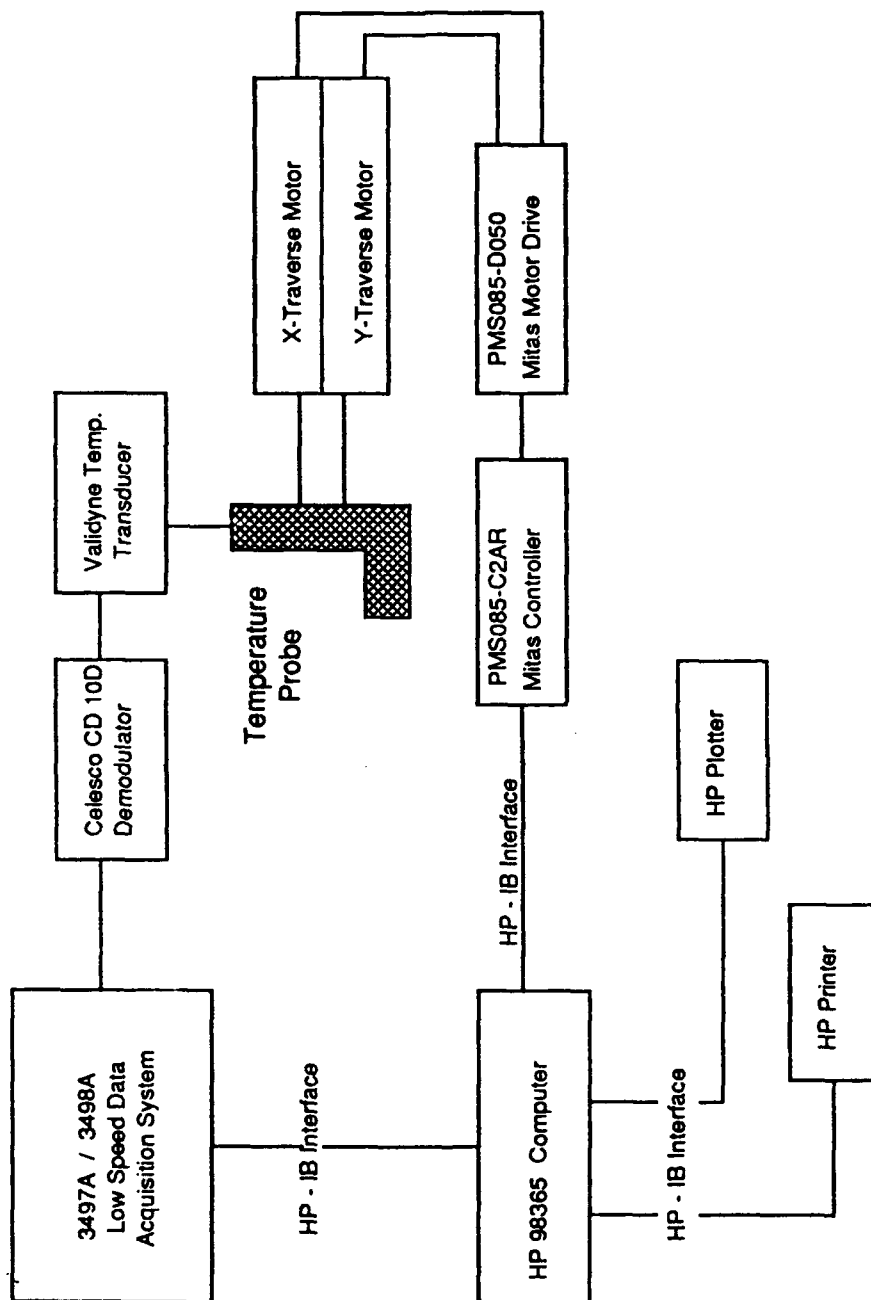 3497A / 3498A
Low Speed Data
Acquisition System
Celesco CD 10D
Demodulator
Validyne Temp.
Transducer
Temperature
Probe
X-Traverse Motor
Y-Traverse Motor
HP - IB Interface
HP 98365 Computer
HP - IB Interface
PMS085-C2AR
Mitas Controller
PMS085-D050
Mitas Motor Drive
HP - IB Interface
HP Plotter
HP Printer